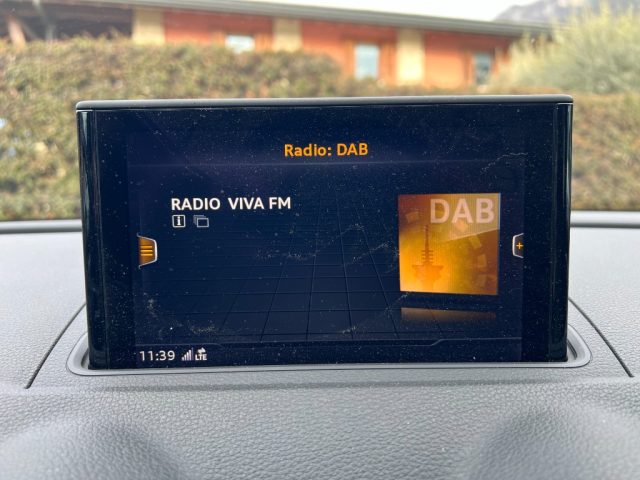 Radio: DAB
RADIO VIVA FM
DAB
11:39 LTE